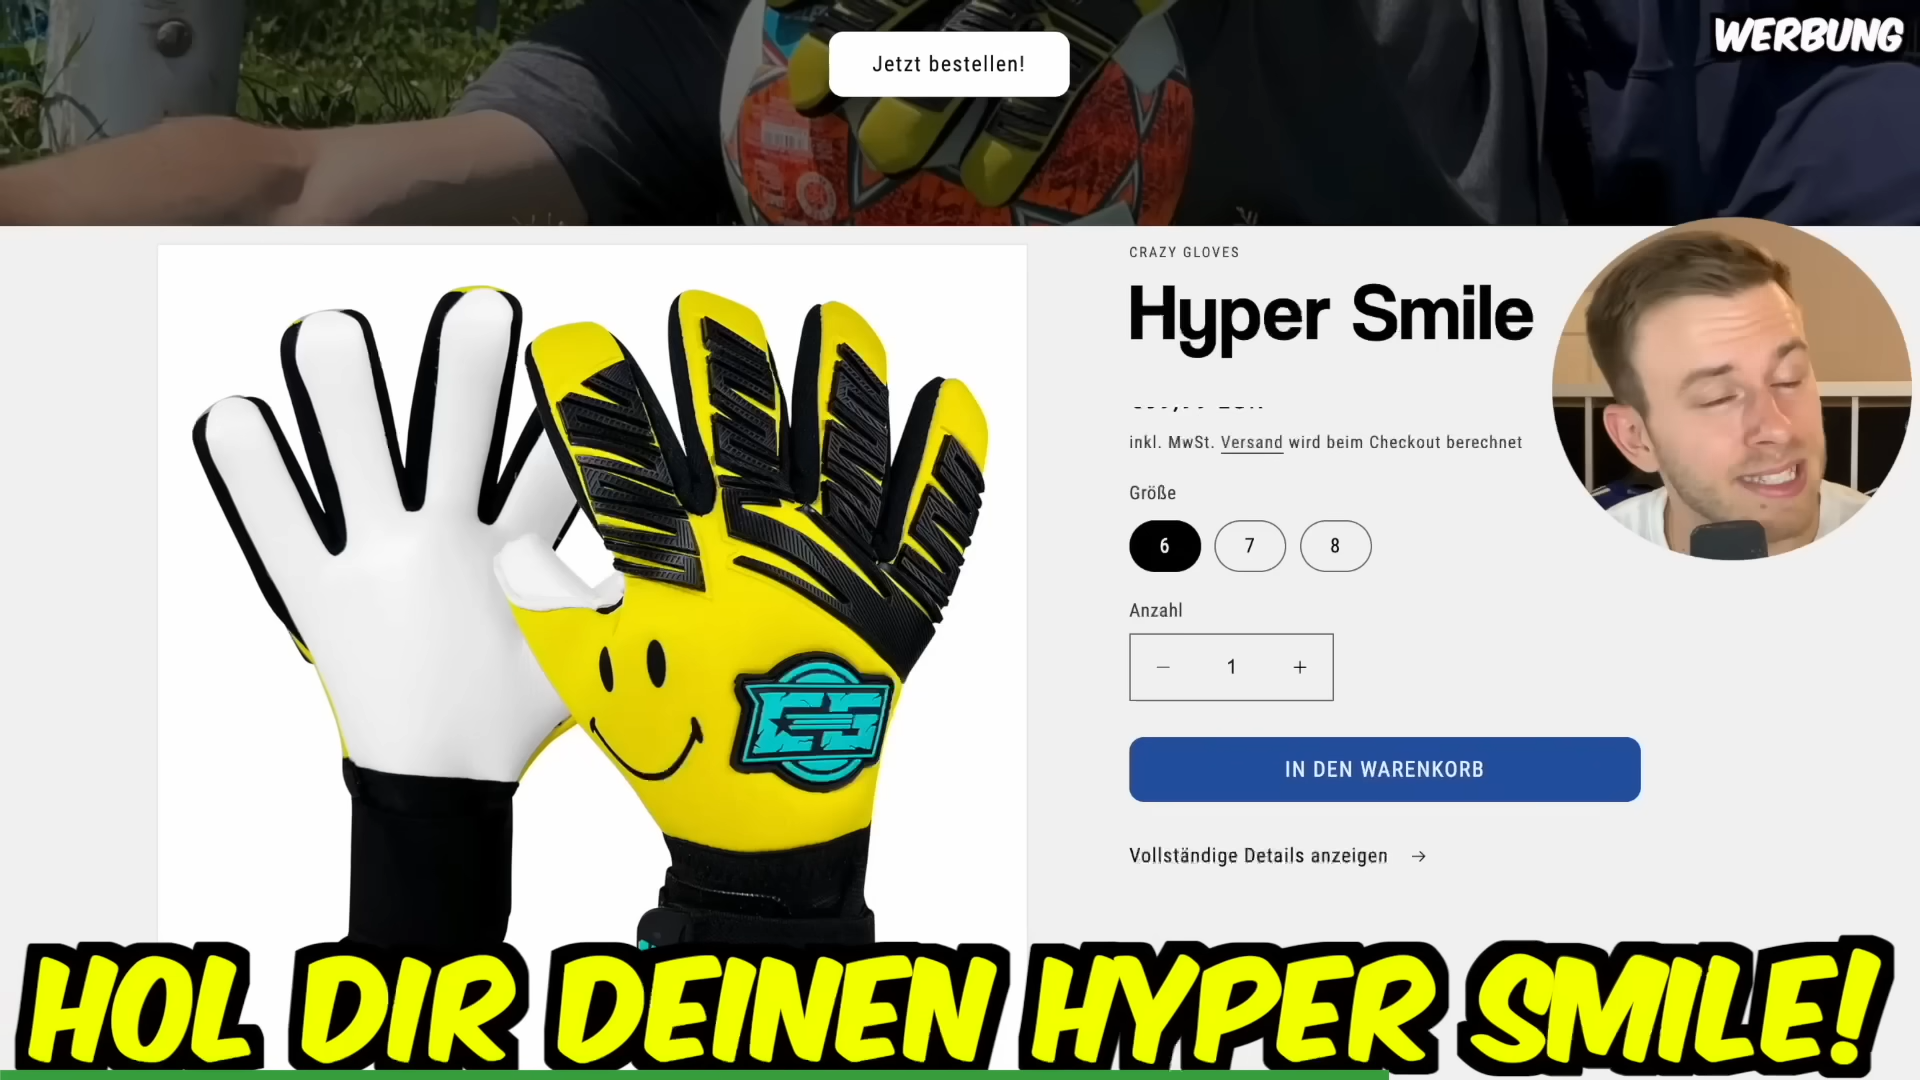 WERBUNG
Jetzt bestellen!
CRAZY GLOVES
Hyper Smile
inkl. MwSt. Versand wird beim Checkout berechnet
Größe
6 7 8
Anzahl
− 1 +
IN DEN WARENKORB
Vollständige Details anzeigen →
HOL DIR DEINEN HYPER SMILE!